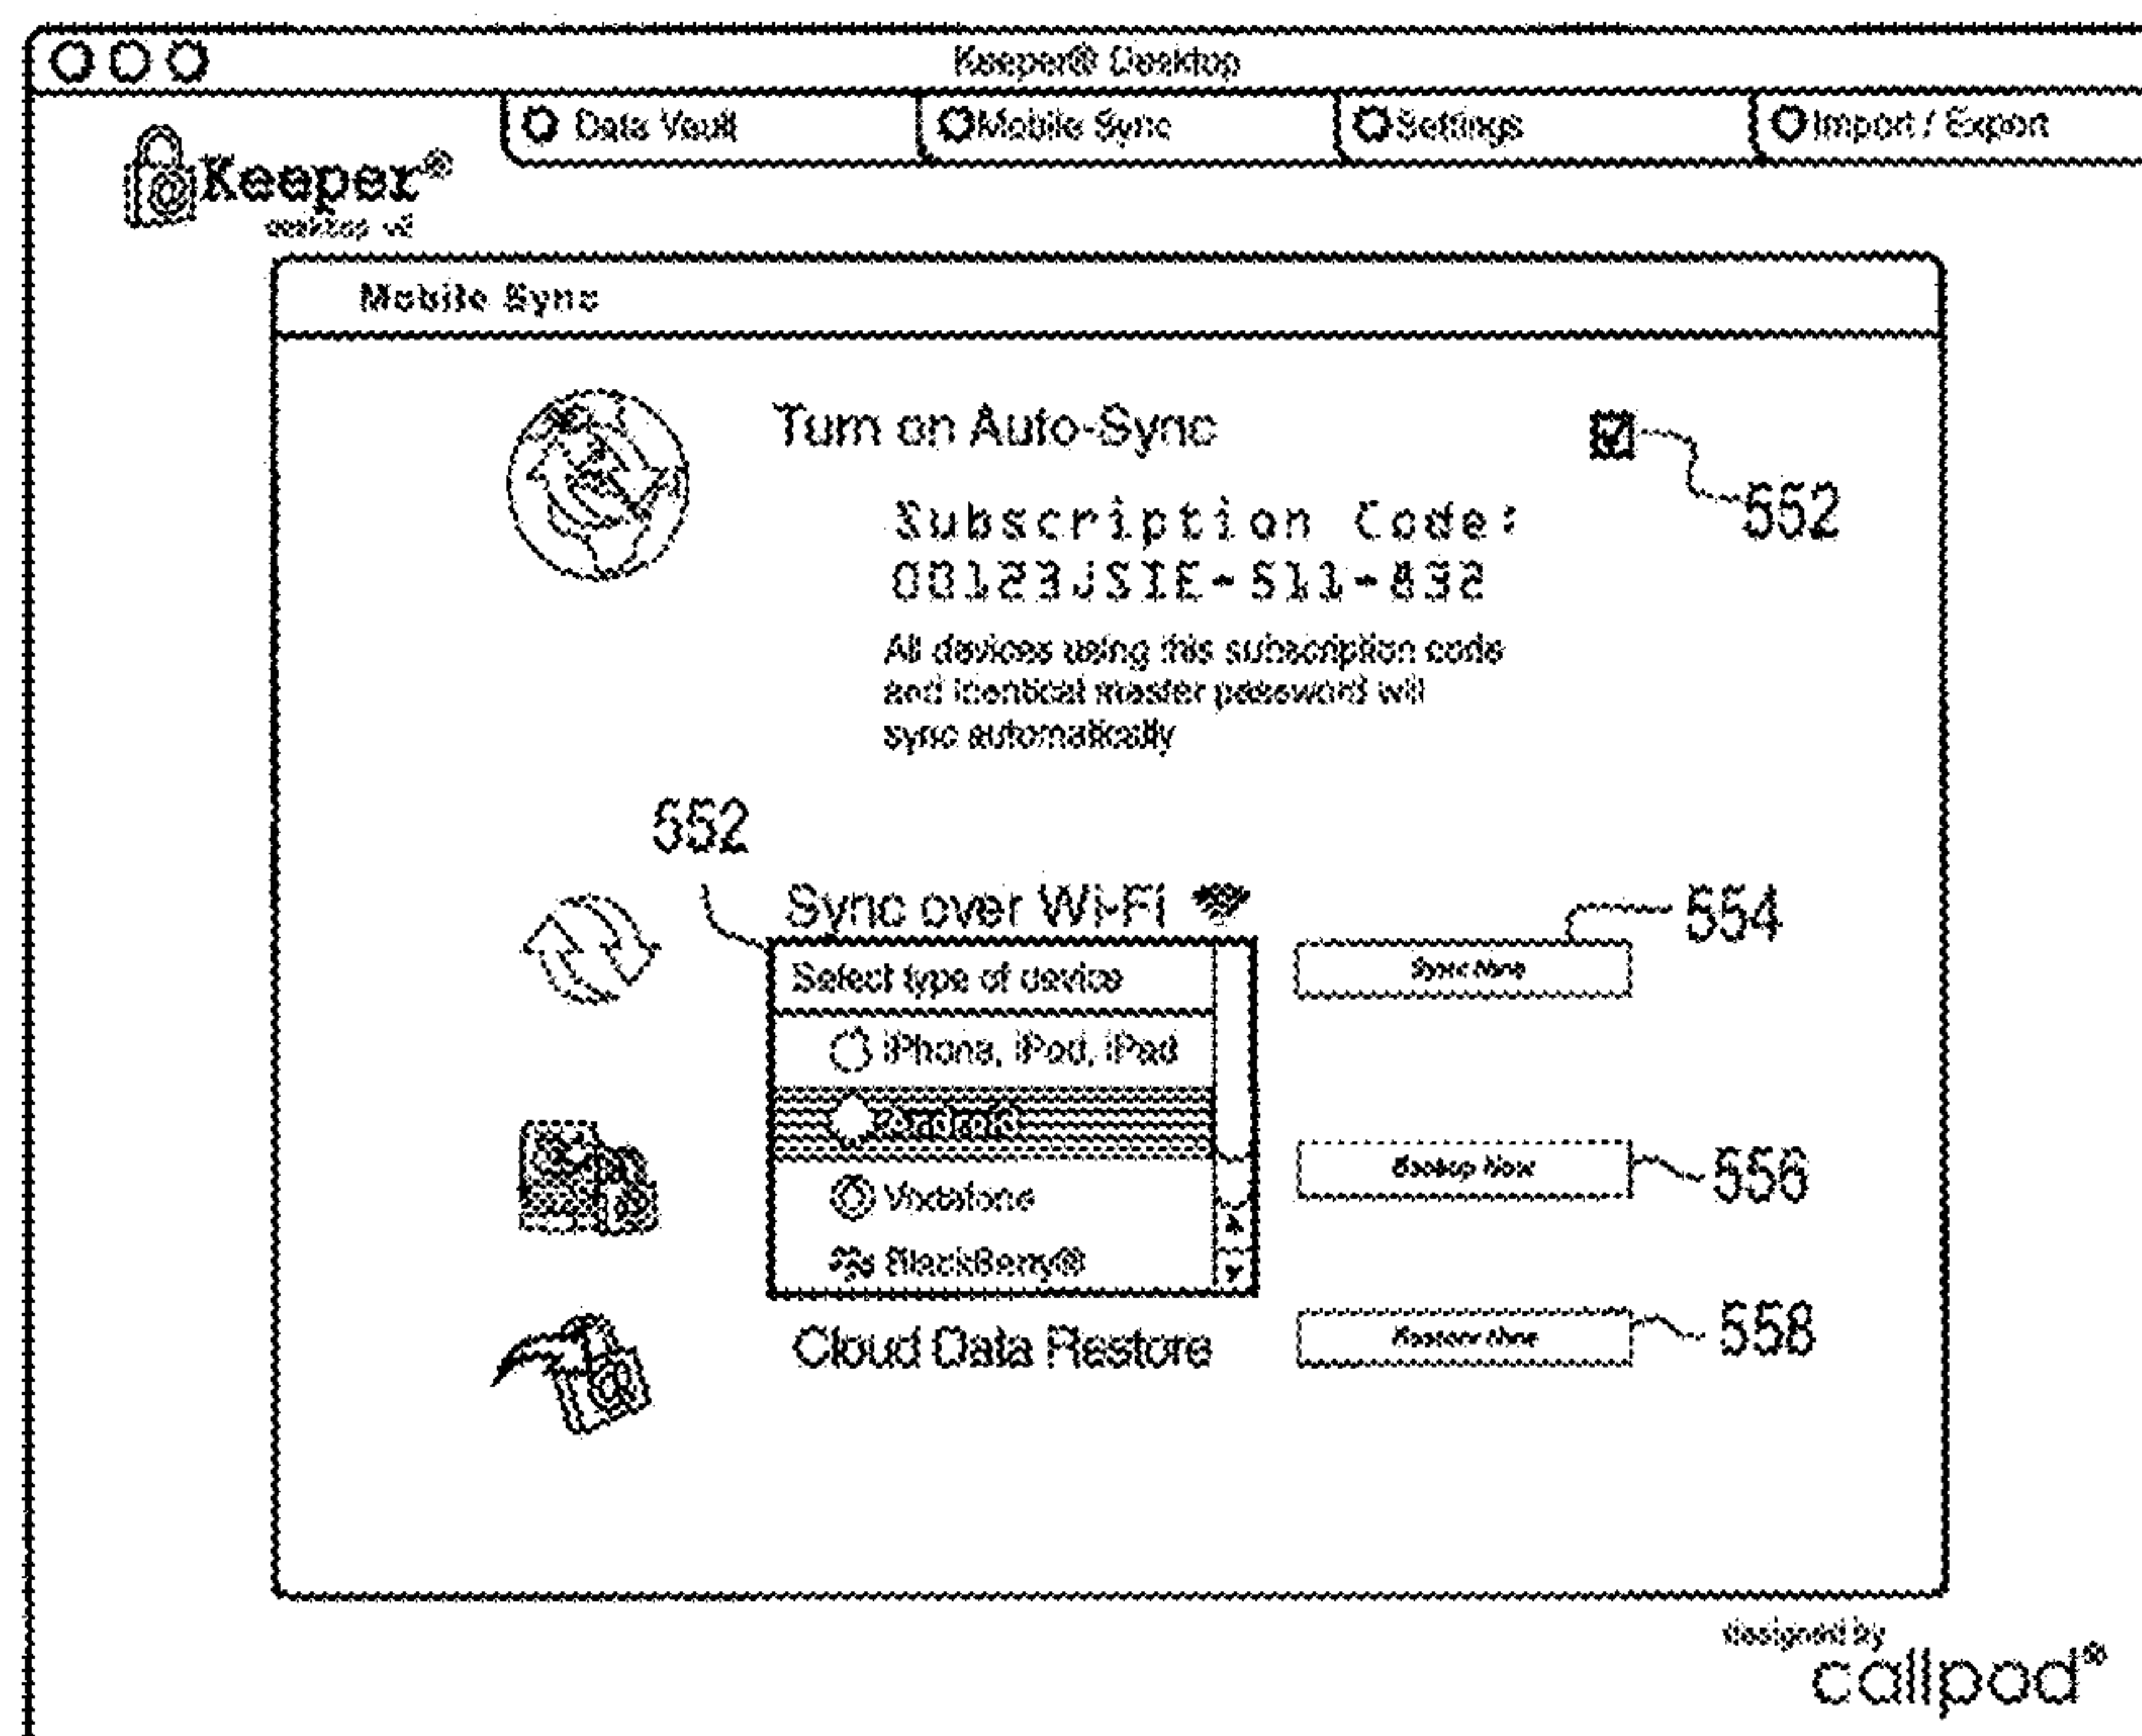 Keeper® Desktop
Data Vault
Mobile Sync
Settings
Import / Export
Keeper®
desktop
Mobile Sync
Turn on Auto-Sync
552
Subscription Code:
00123JSIE-511-832
All devices using this subscription code
and identical master password will
sync automatically
552
Sync over Wi-Fi
554
Select type of device
Sync Now
iPhone, iPod, iPad
Android
Backup Now
556
Vodafone
BlackBerry®
Cloud Data Restore
Restore Now
558
designed by
callpod®